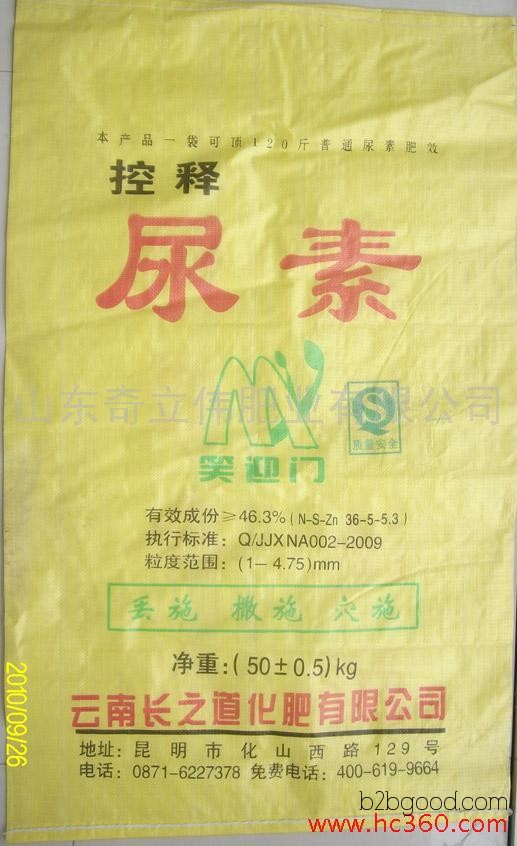 本产品一袋可顶120斤普通尿素肥效
控释
尿素
山东奇立伟肥业有限公司
质量安全
笑迎门
有效成份≥46.3%(N-S-Zn 36-5-5.3)
执行标准: Q/JJXNA002-2009
粒度范围: (1-4.75)mm
丢施 撒施 穴施
净重:(50±0.5)kg
云南长之道化肥有限公司
地址: 昆明市化山西路129号
电话: 0871-6227378 免费电话: 400-619-9664
2010/09/26
b2bgood.com
www.hc360.com